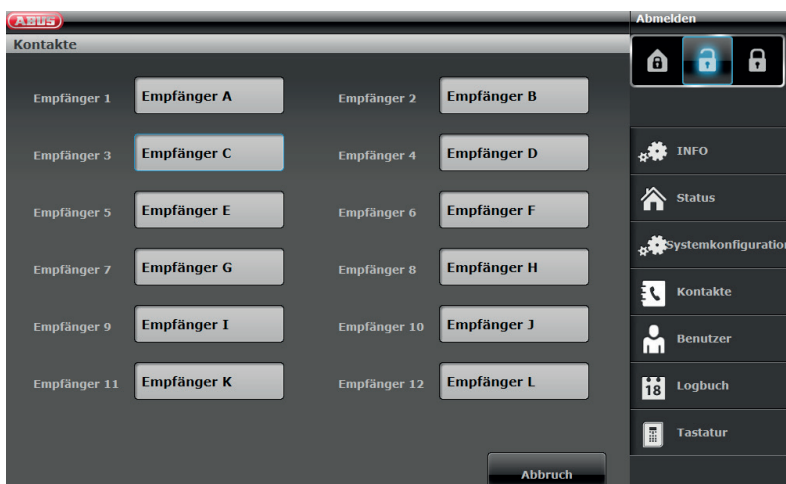 ABUS
Abmelden
Kontakte
Empfänger 1 Empfänger A Empfänger 2 Empfänger B
Empfänger 3 Empfänger C Empfänger 4 Empfänger D
Empfänger 5 Empfänger E Empfänger 6 Empfänger F
Empfänger 7 Empfänger G Empfänger 8 Empfänger H
Empfänger 9 Empfänger I Empfänger 10 Empfänger J
Empfänger 11 Empfänger K Empfänger 12 Empfänger L
Abbruch
INFO
Status
Systemkonfiguration
Kontakte
Benutzer
18 Logbuch
Tastatur